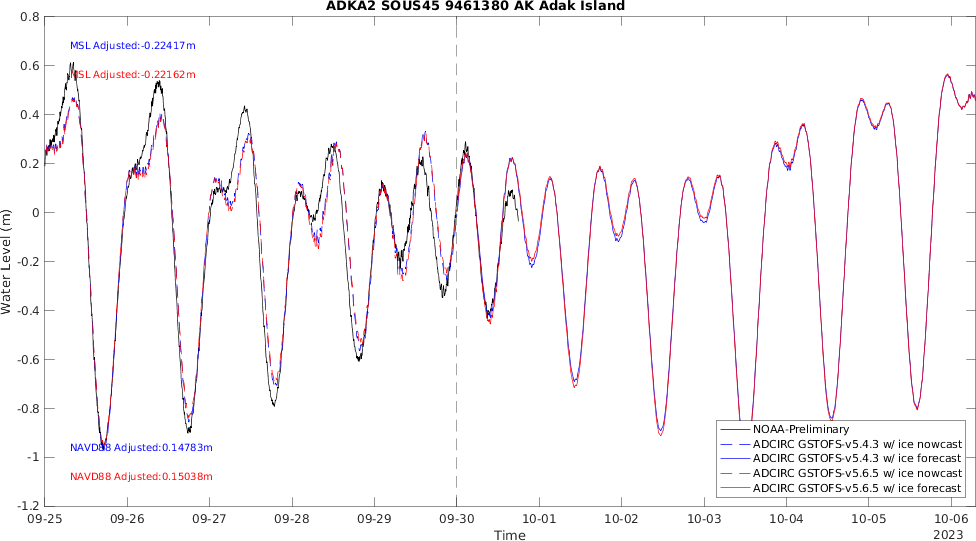 ADKA2 SOUS45 9461380 AK Adak Island
0.8
MSL Adjusted:-0.22417m
0.6
MSL Adjusted:-0.22162m
0.4
0.2
0
-0.2
-0.4
-0.6
-0.8
-1
-1.2
Water Level (m)
NAVD88 Adjusted:0.14783m
NAVD88 Adjusted:0.15038m
NOAA-Preliminary
ADCIRC GSTOFS-v5.4.3 w/ ice nowcast
ADCIRC GSTOFS-v5.4.3 w/ ice forecast
ADCIRC GSTOFS-v5.6.5 w/ ice nowcast
ADCIRC GSTOFS-v5.6.5 w/ ice forecast
09-25 09-26 09-27 09-28 09-29 09-30 10-01 10-02 10-03 10-04 10-05 10-06
Time
2023